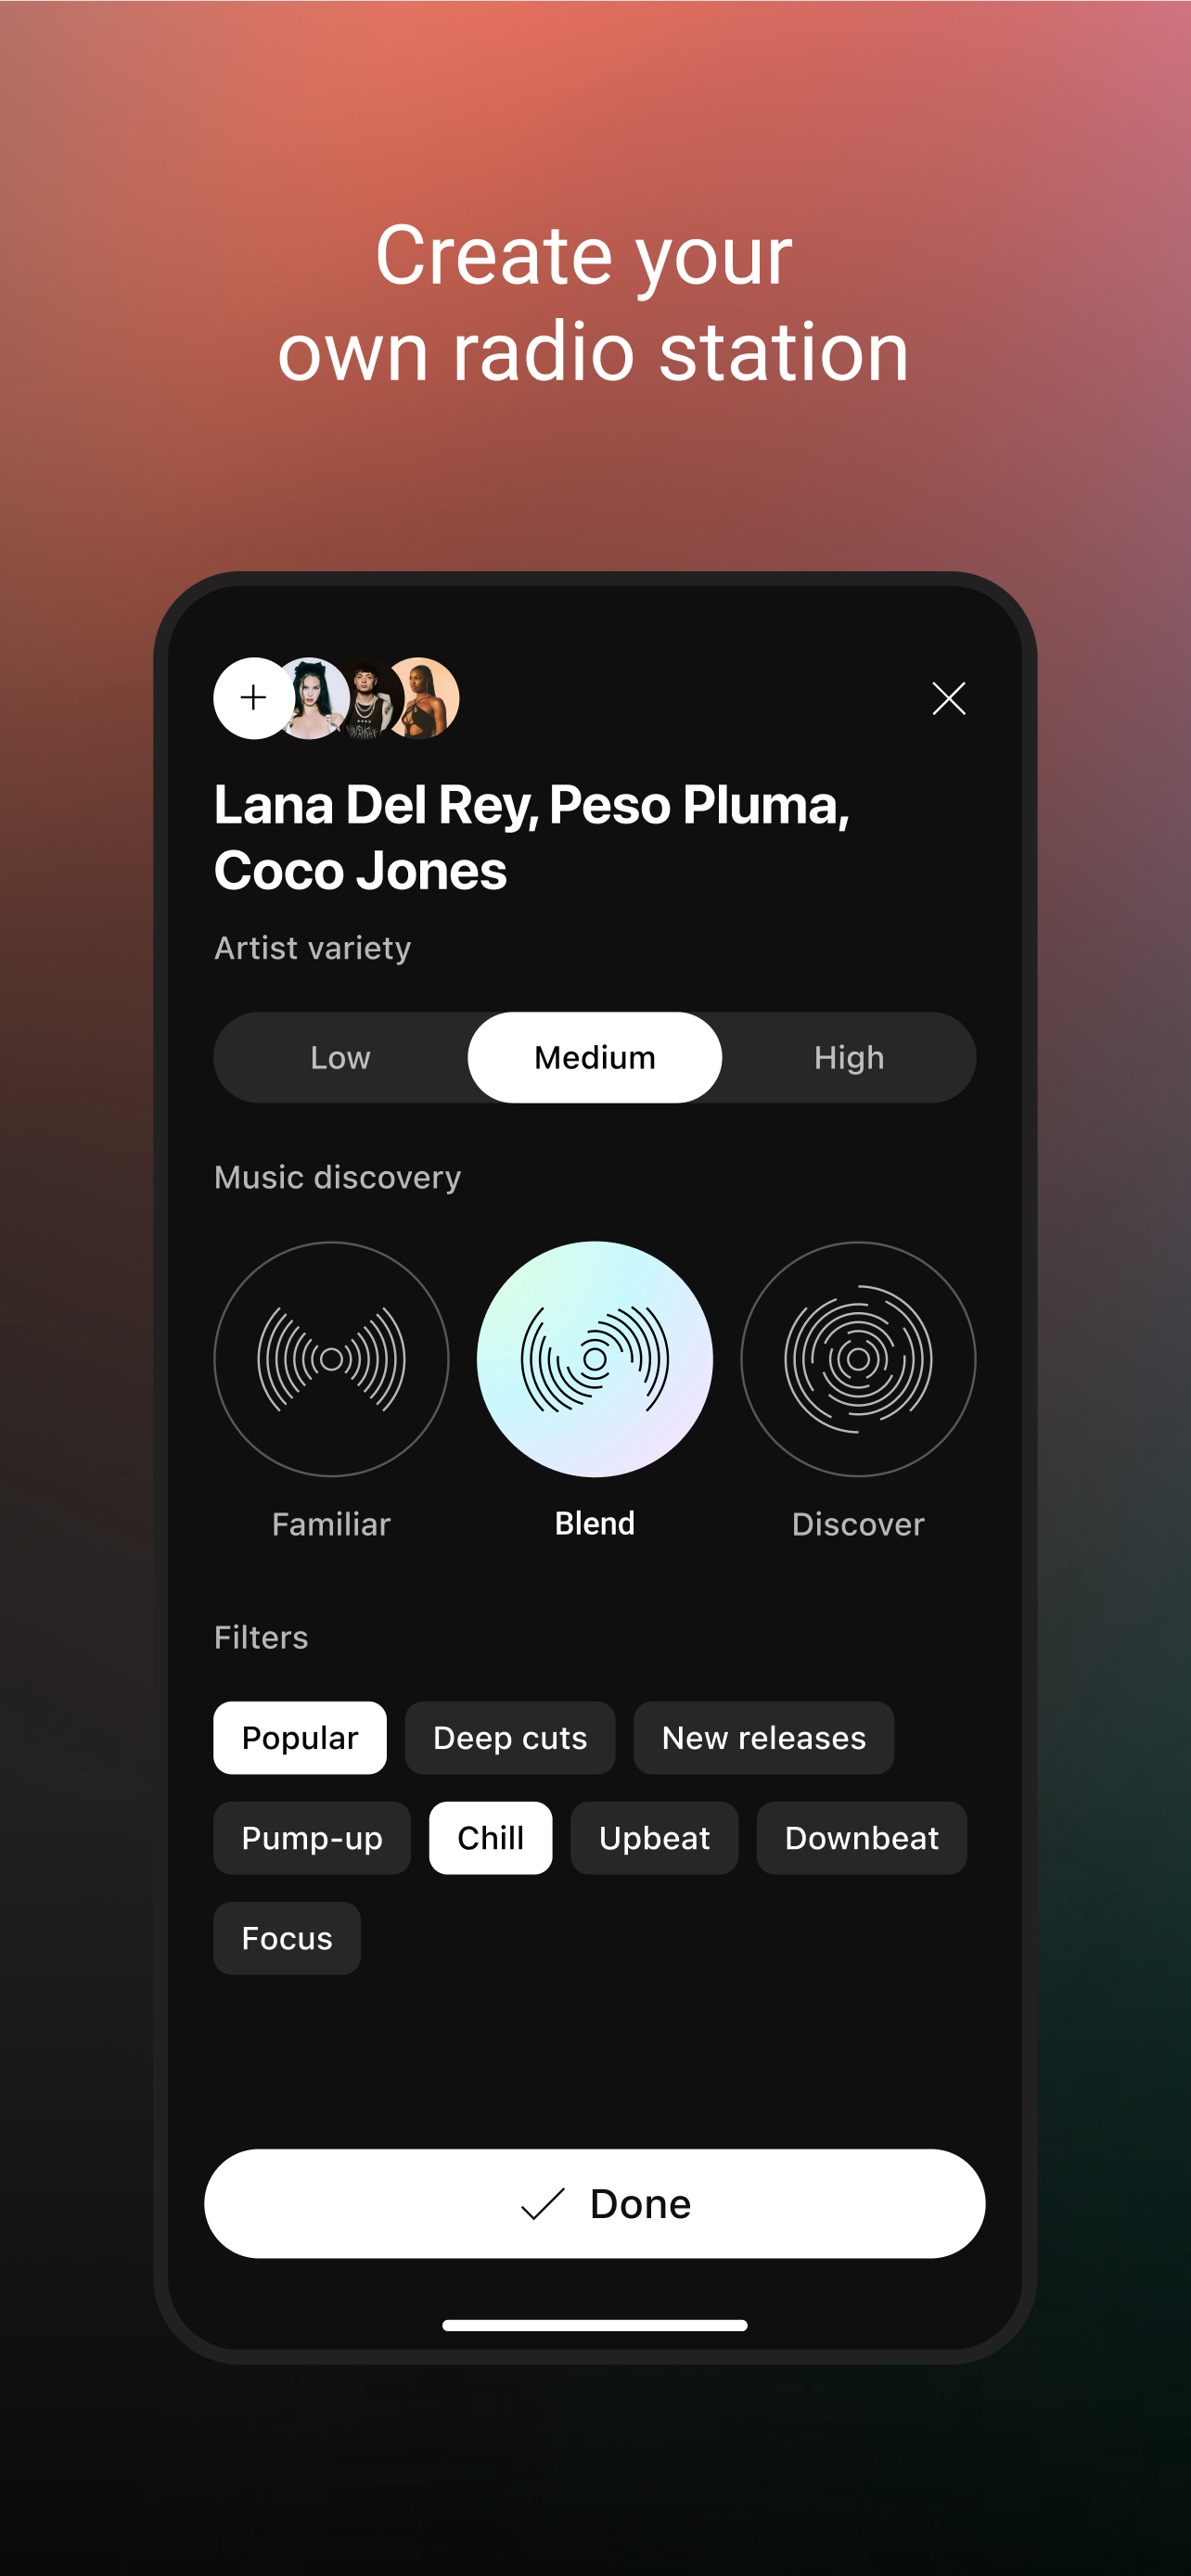 Create your
own radio station
Lana Del Rey, Peso Pluma,
Coco Jones
Artist variety
Low Medium High
Music discovery
Familiar Blend Discover
Filters
Popular Deep cuts New releases
Pump-up Chill Upbeat Downbeat
Focus
Done